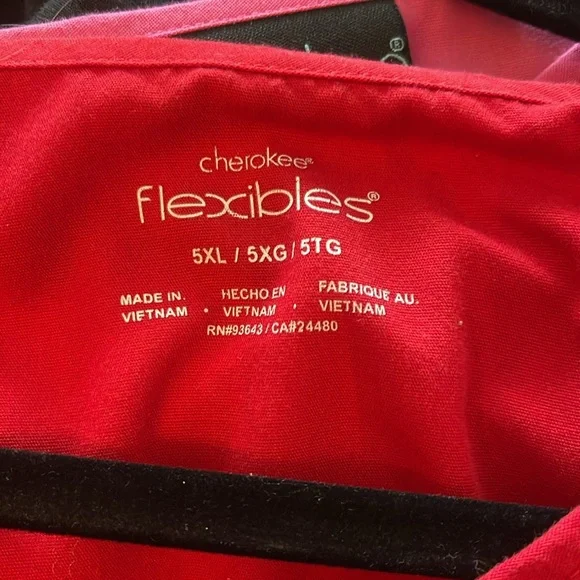 cherokee®
flexibles®
5XL / 5XG / 5TG
MADE IN • HECHO EN • FABRIQUE AU
VIETNAM VIETNAM VIETNAM
RN#93643 / CA#24480